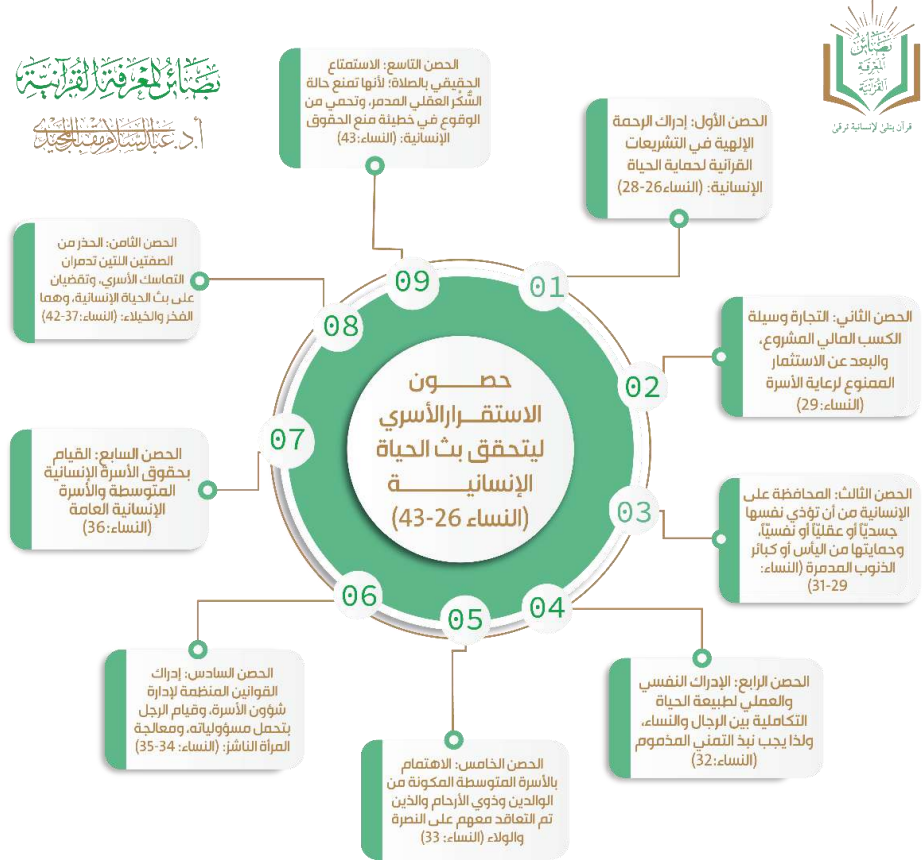 بصائر المعرفة القرآنية
أ.د. عبد السلام مقبل المجيدي
بصائر
المعرفة
القرآنية
قرآن يتلى لإنسانية ترقى
حصون
الاستقرار الأسري
ليتحقق بث الحياة
الإنسانية
(النساء 26-43)
01
الحصن الأول: إدراك الرحمة
الإلهية في التشريعات
القرآنية لحماية الحياة
الإنسانية: (النساء26-28)
02
الحصن الثاني: التجارة وسيلة
الكسب المالي المشروع،
والبعد عن الاستثمار
الممنوع لرعاية الأسرة
(النساء:29)
03
الحصن الثالث: المحافظة على
الإنسانية من أن تؤذي نفسها
جسديًا أو عقليًا أو نفسيًا،
وحمايتها من اليأس أو كبائر
الذنوب المدمرة (النساء:
29-31)
04
الحصن الرابع: الإدراك النفسي
والعملي لطبيعة الحياة
التكاملية بين الرجال والنساء،
ولذا يجب نبذ التمني المذموم
(النساء:32)
05
الحصن الخامس: الاهتمام
بالأسرة المتوسطة المكونة من
الوالدين وذوي الأرحام والذين
تم التعاقد معهم على النصرة
والولاء (النساء: 33)
06
الحصن السادس: إدراك
القوانين المنظمة لإدارة
شؤون الأسرة، وقيام الرجل
بتحمل مسؤولياته، ومعالجة
المرأة الناشز: (النساء: 34-35)
07
الحصن السابع: القيام
بحقوق الأسرة الإنسانية
المتوسطة والأسرة
الإنسانية العامة
(النساء:36)
08
الحصن الثامن: الحذر من
الصفتين اللتين تدمران
التماسك الأسري، وتقضيان
على بث الحياة الإنسانية، وهما
الفخر والخيلاء: (النساء:37-42)
09
الحصن التاسع: الاستمتاع
الحقيقي بالصلاة؛ لأنها تمنع حالة
السُّكْر العقلي المدمر، وتحمي من
الوقوع في خطيئة منع الحقوق
الإنسانية: (النساء:43)